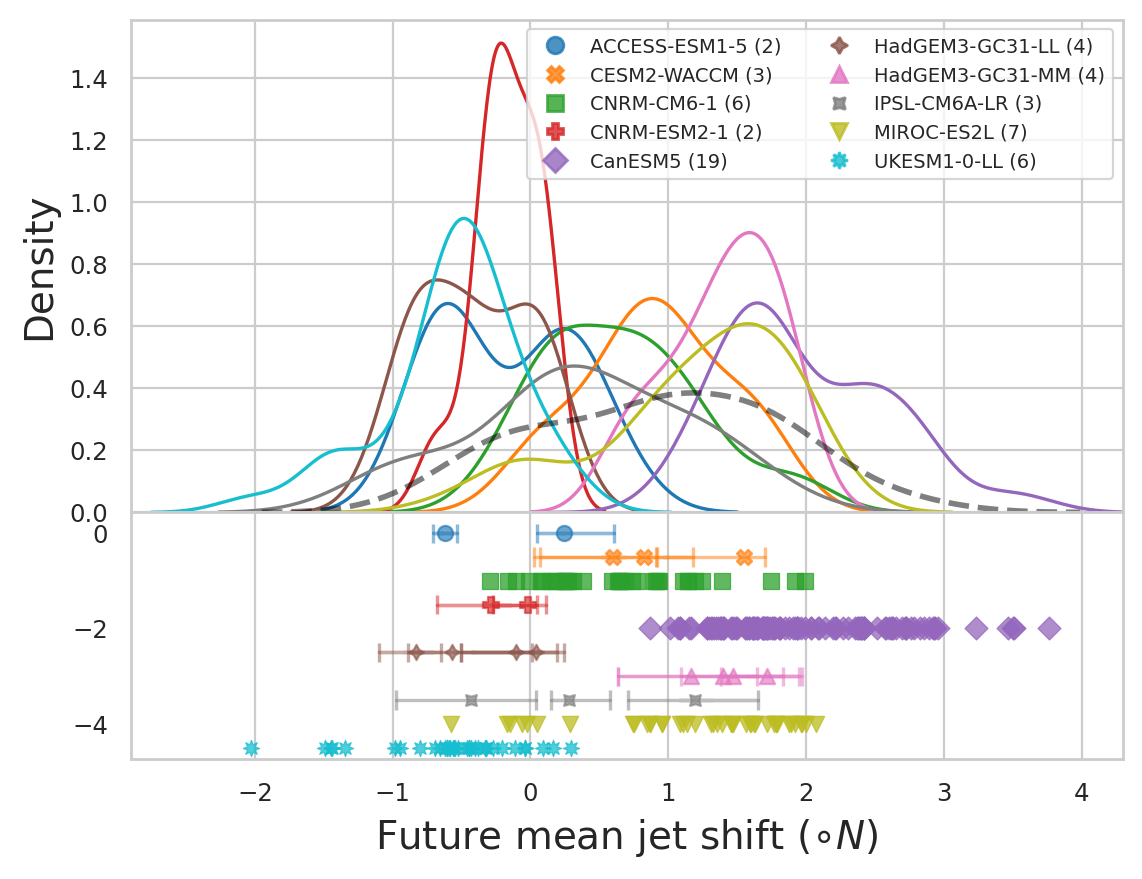 ACCESS-ESM1-5 (2)
CESM2-WACCM (3)
CNRM-CM6-1 (6)
CNRM-ESM2-1 (2)
CanESM5 (19)
HadGEM3-GC31-LL (4)
HadGEM3-GC31-MM (4)
IPSL-CM6A-LR (3)
MIROC-ES2L (7)
UKESM1-0-LL (6)
Density
1.4
1.2
1.0
0.8
0.6
0.4
0.2
0.0
0
−2
−4
−2 −1 0 1 2 3 4
Future mean jet shift (∘N)